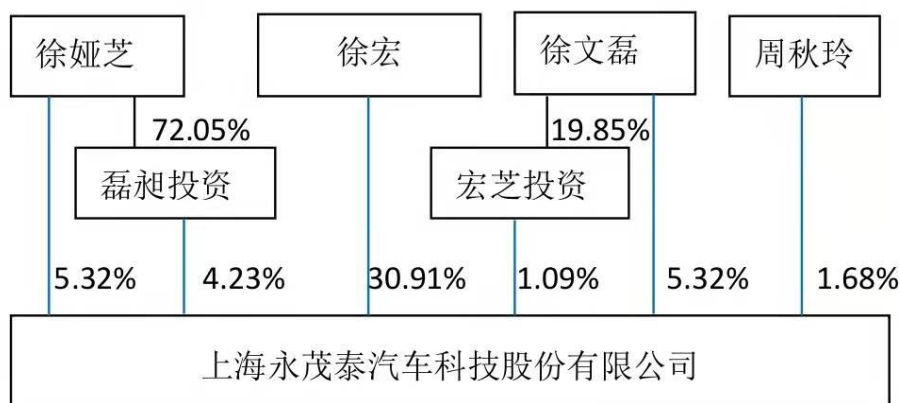 徐娅芝
徐宏
徐文磊
周秋玲
72.05%
19.85%
磊昶投资
宏芝投资
5.32%
4.23%
30.91%
1.09%
5.32%
1.68%
上海永茂泰汽车科技股份有限公司